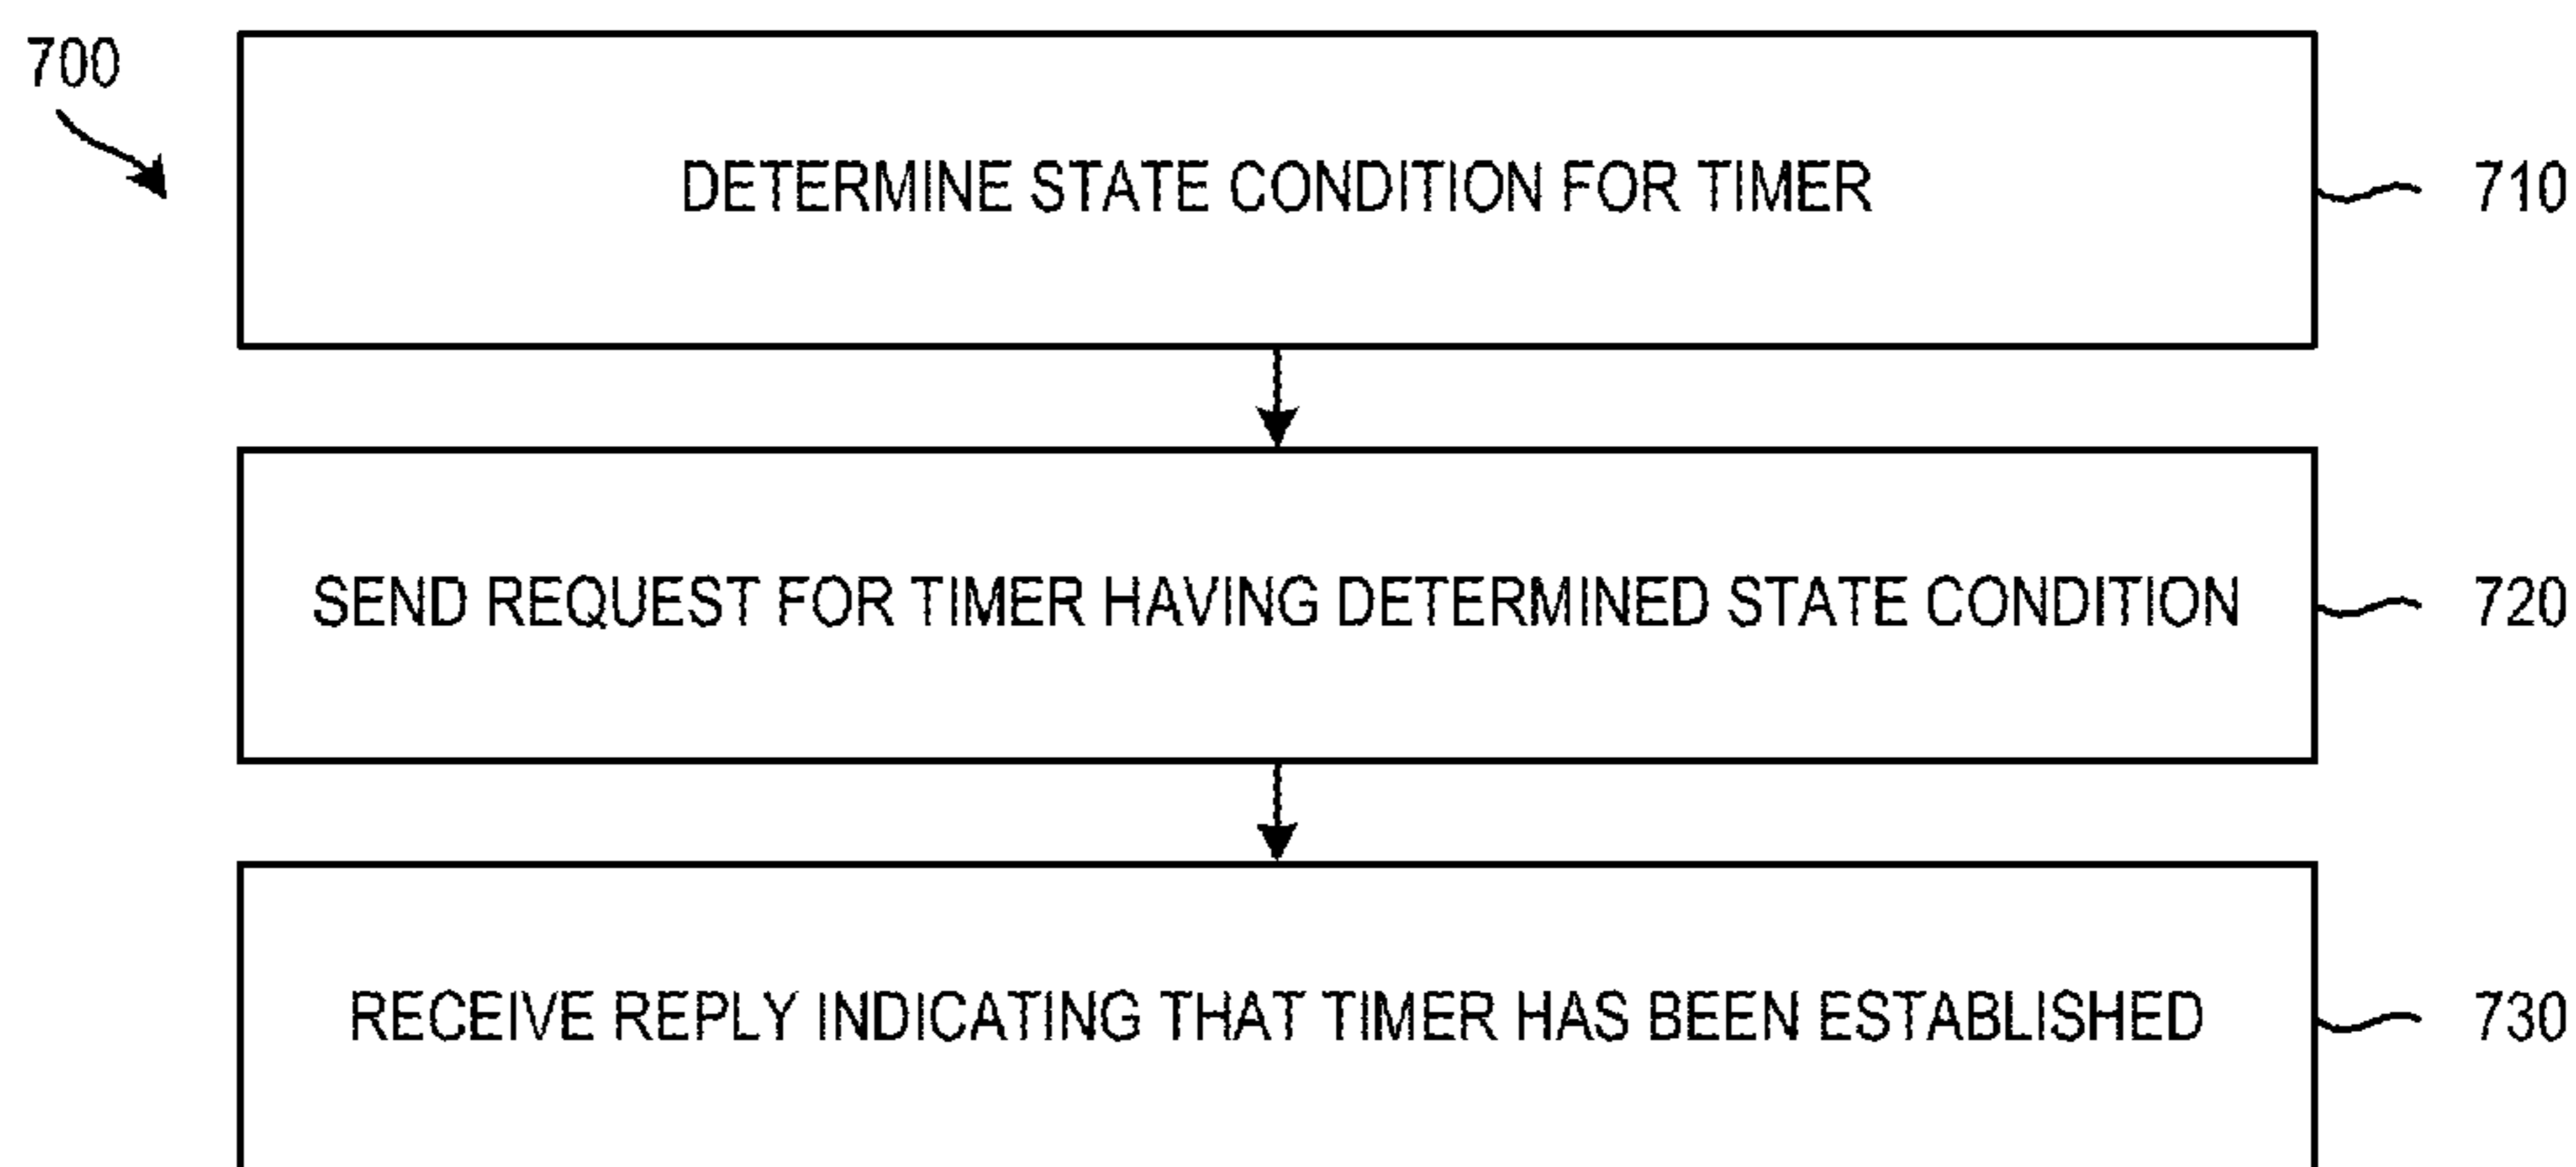 700
DETERMINE STATE CONDITION FOR TIMER
710
SEND REQUEST FOR TIMER HAVING DETERMINED STATE CONDITION
720
RECEIVE REPLY INDICATING THAT TIMER HAS BEEN ESTABLISHED
730